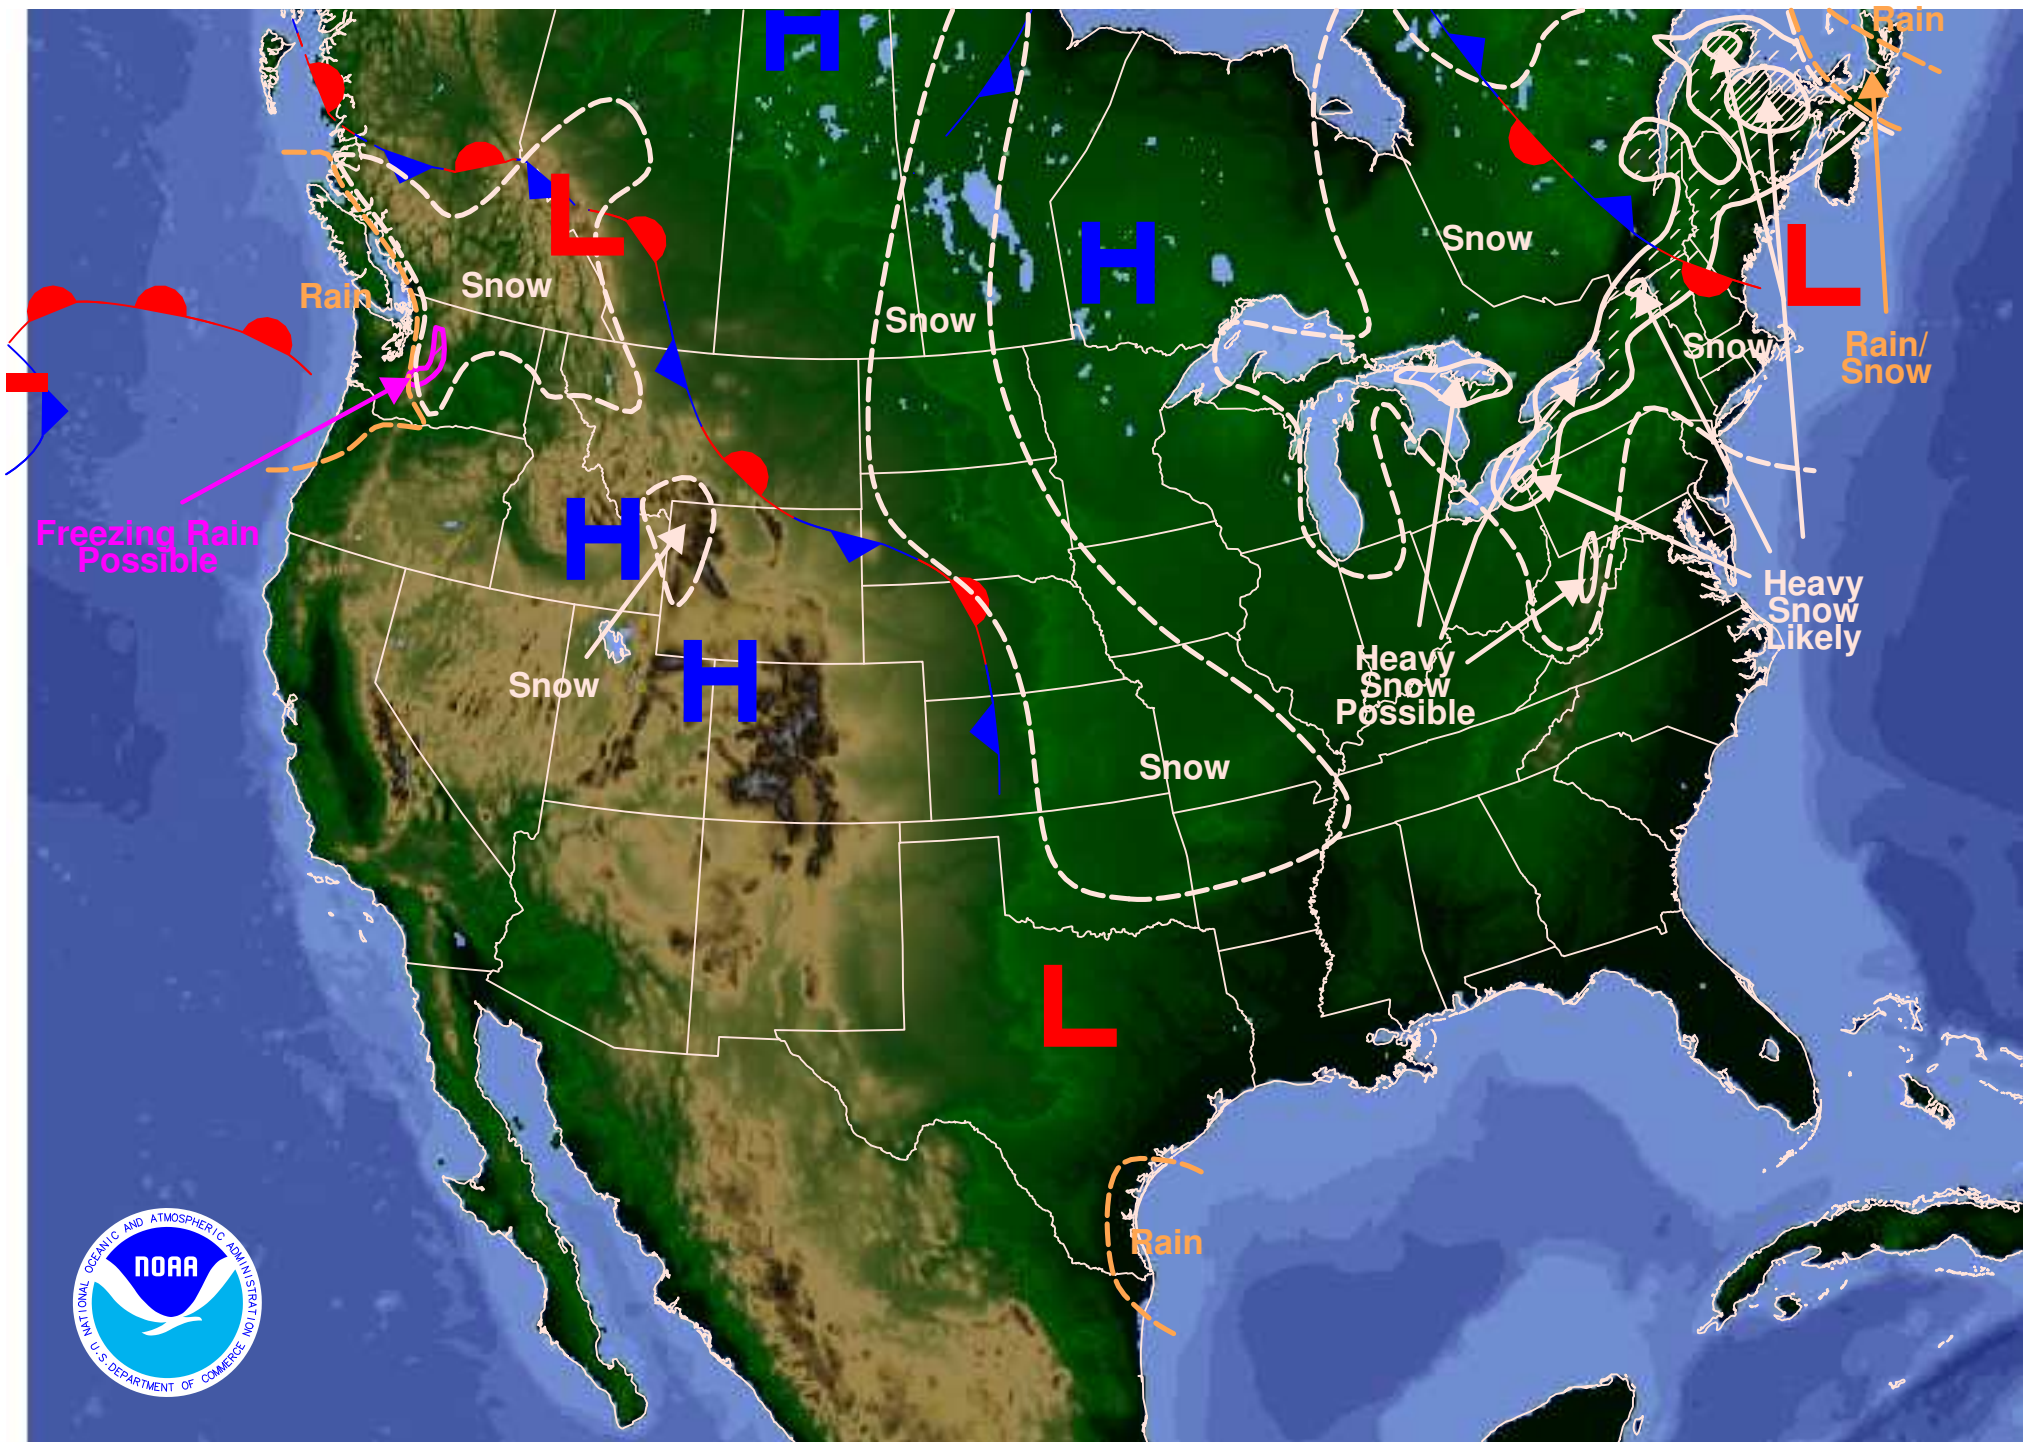 Rain
H
H
L
Snow
L
Snow
Rain
Snow
Snow
Rain/
Snow
Freezing Rain
Possible
H
Heavy
Snow
Likely
H
Snow
Heavy
Snow
Possible
Snow
L
Rain
NATIONAL OCEANIC AND ATMOSPHERIC ADMINISTRATION
NOAA
U.S. DEPARTMENT OF COMMERCE